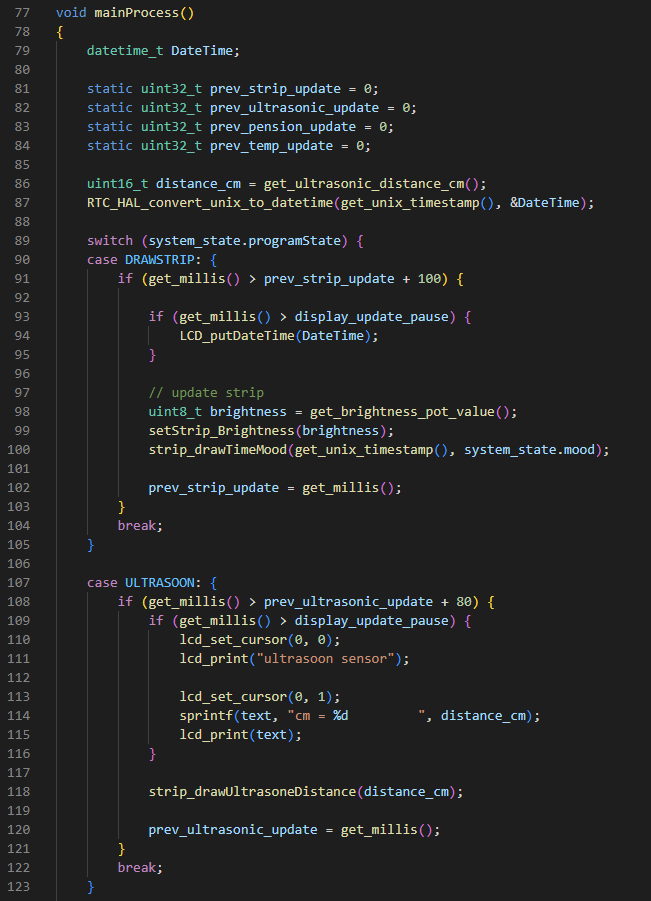 77 void mainProcess()
78 {
79     datetime_t DateTime;
80
81     static uint32_t prev_strip_update = 0;
82     static uint32_t prev_ultrasonic_update = 0;
83     static uint32_t prev_pension_update = 0;
84     static uint32_t prev_temp_update = 0;
85
86     uint16_t distance_cm = get_ultrasonic_distance_cm();
87     RTC_HAL_convert_unix_to_datetime(get_unix_timestamp(), &DateTime);
88
89     switch (system_state.programState) {
90     case DRAWSTRIP: {
91         if (get_millis() > prev_strip_update + 100) {
92
93             if (get_millis() > display_update_pause) {
94                 LCD_putDateTime(DateTime);
95             }
96
97             // update strip
98             uint8_t brightness = get_brightness_pot_value();
99             setStrip_Brightness(brightness);
100             strip_drawTimeMood(get_unix_timestamp(), system_state.mood);
101
102             prev_strip_update = get_millis();
103         }
104         break;
105     }
106
107     case ULTRASOON: {
108         if (get_millis() > prev_ultrasonic_update + 80) {
109             if (get_millis() > display_update_pause) {
110                 lcd_set_cursor(0, 0);
111                 lcd_print("ultrasoon sensor");
112
113                 lcd_set_cursor(0, 1);
114                 sprintf(text, "cm = %d         ", distance_cm);
115                 lcd_print(text);
116             }
117
118             strip_drawUltrasoneDistance(distance_cm);
119
120             prev_ultrasonic_update = get_millis();
121         }
122         break;
123     }